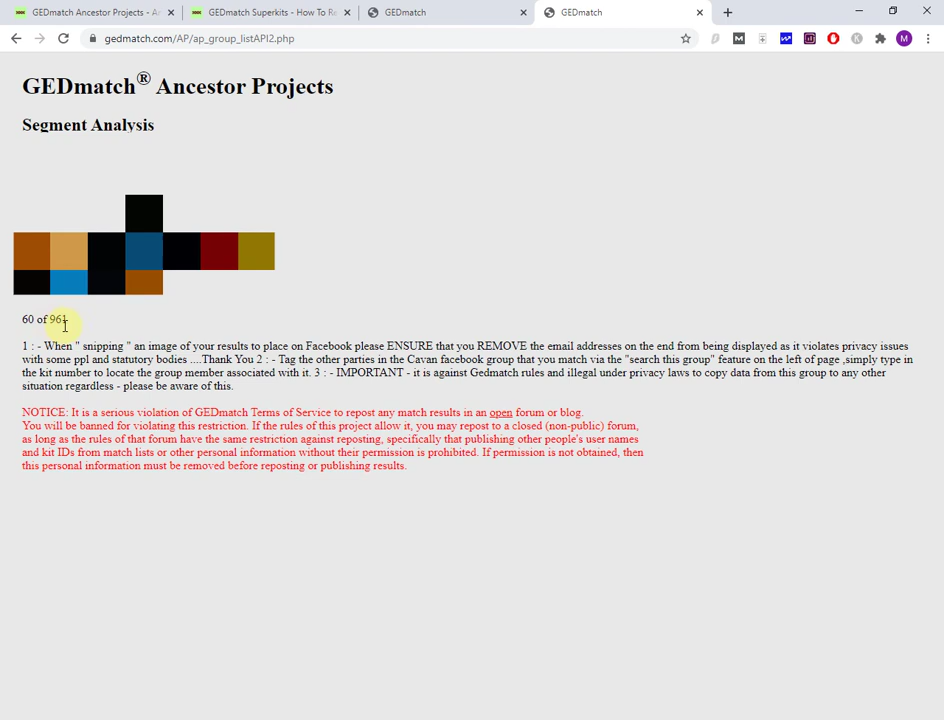 GEDmatch Ancestor Projects - An
GEDmatch Superkits - How To Re
GEDmatch
GEDmatch
gedmatch.com/AP/ap_group_listAPI2.php
GEDmatch® Ancestor Projects
Segment Analysis
60 of 961
1 : - When " snipping " an image of your results to place on Facebook please ENSURE that you REMOVE the email addresses on the end from being displayed as it violates privacy issues
with some ppl and statutory bodies ....Thank You 2 : - Tag the other parties in the Cavan facebook group that you match via the "search this group" feature on the left of page ,simply type in
the kit number to locate the group member associated with it. 3 : - IMPORTANT - it is against Gedmatch rules and illegal under privacy laws to copy data from this group to any other
situation regardless - please be aware of this.
NOTICE: It is a serious violation of GEDmatch Terms of Service to repost any match results in an open forum or blog.
You will be banned for violating this restriction. If the rules of this project allow it, you may repost to a closed (non-public) forum,
as long as the rules of that forum have the same restriction against reposting, specifically that publishing other people's user names
and kit IDs from match lists or other personal information without their permission is prohibited. If permission is not obtained, then
this personal information must be removed before reposting or publishing results.